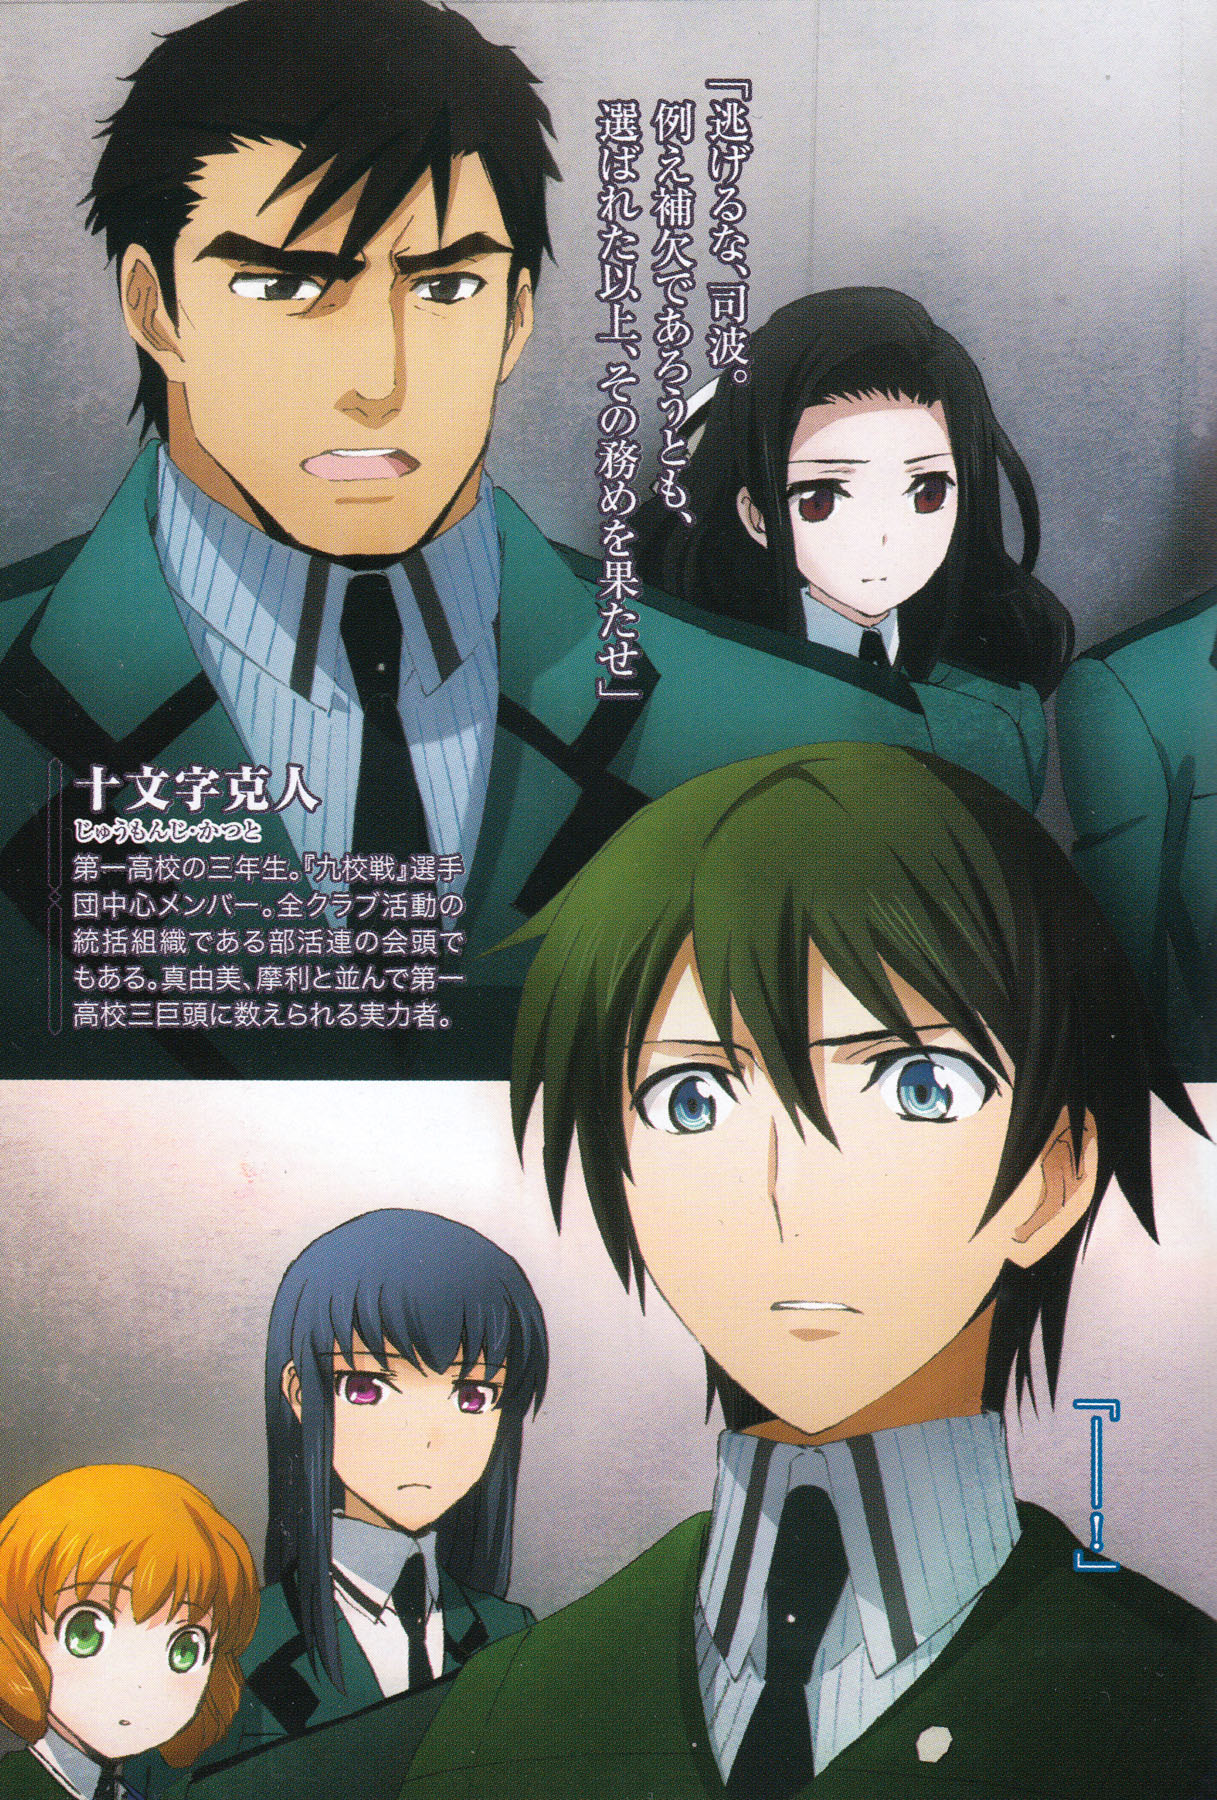 『逃げるな、司波。
例え補欠であろうとも、
選ばれた以上、その務めを果たせ』
十文字克人
じゅうもんじ・かつと
第一高校の三年生。『九校戦』選手
団中心メンバー。全クラブ活動の
統括組織である部活連の会頭で
もある。真由美、摩利と並んで第一
高校三巨頭に数えられる実力者。
『――！』